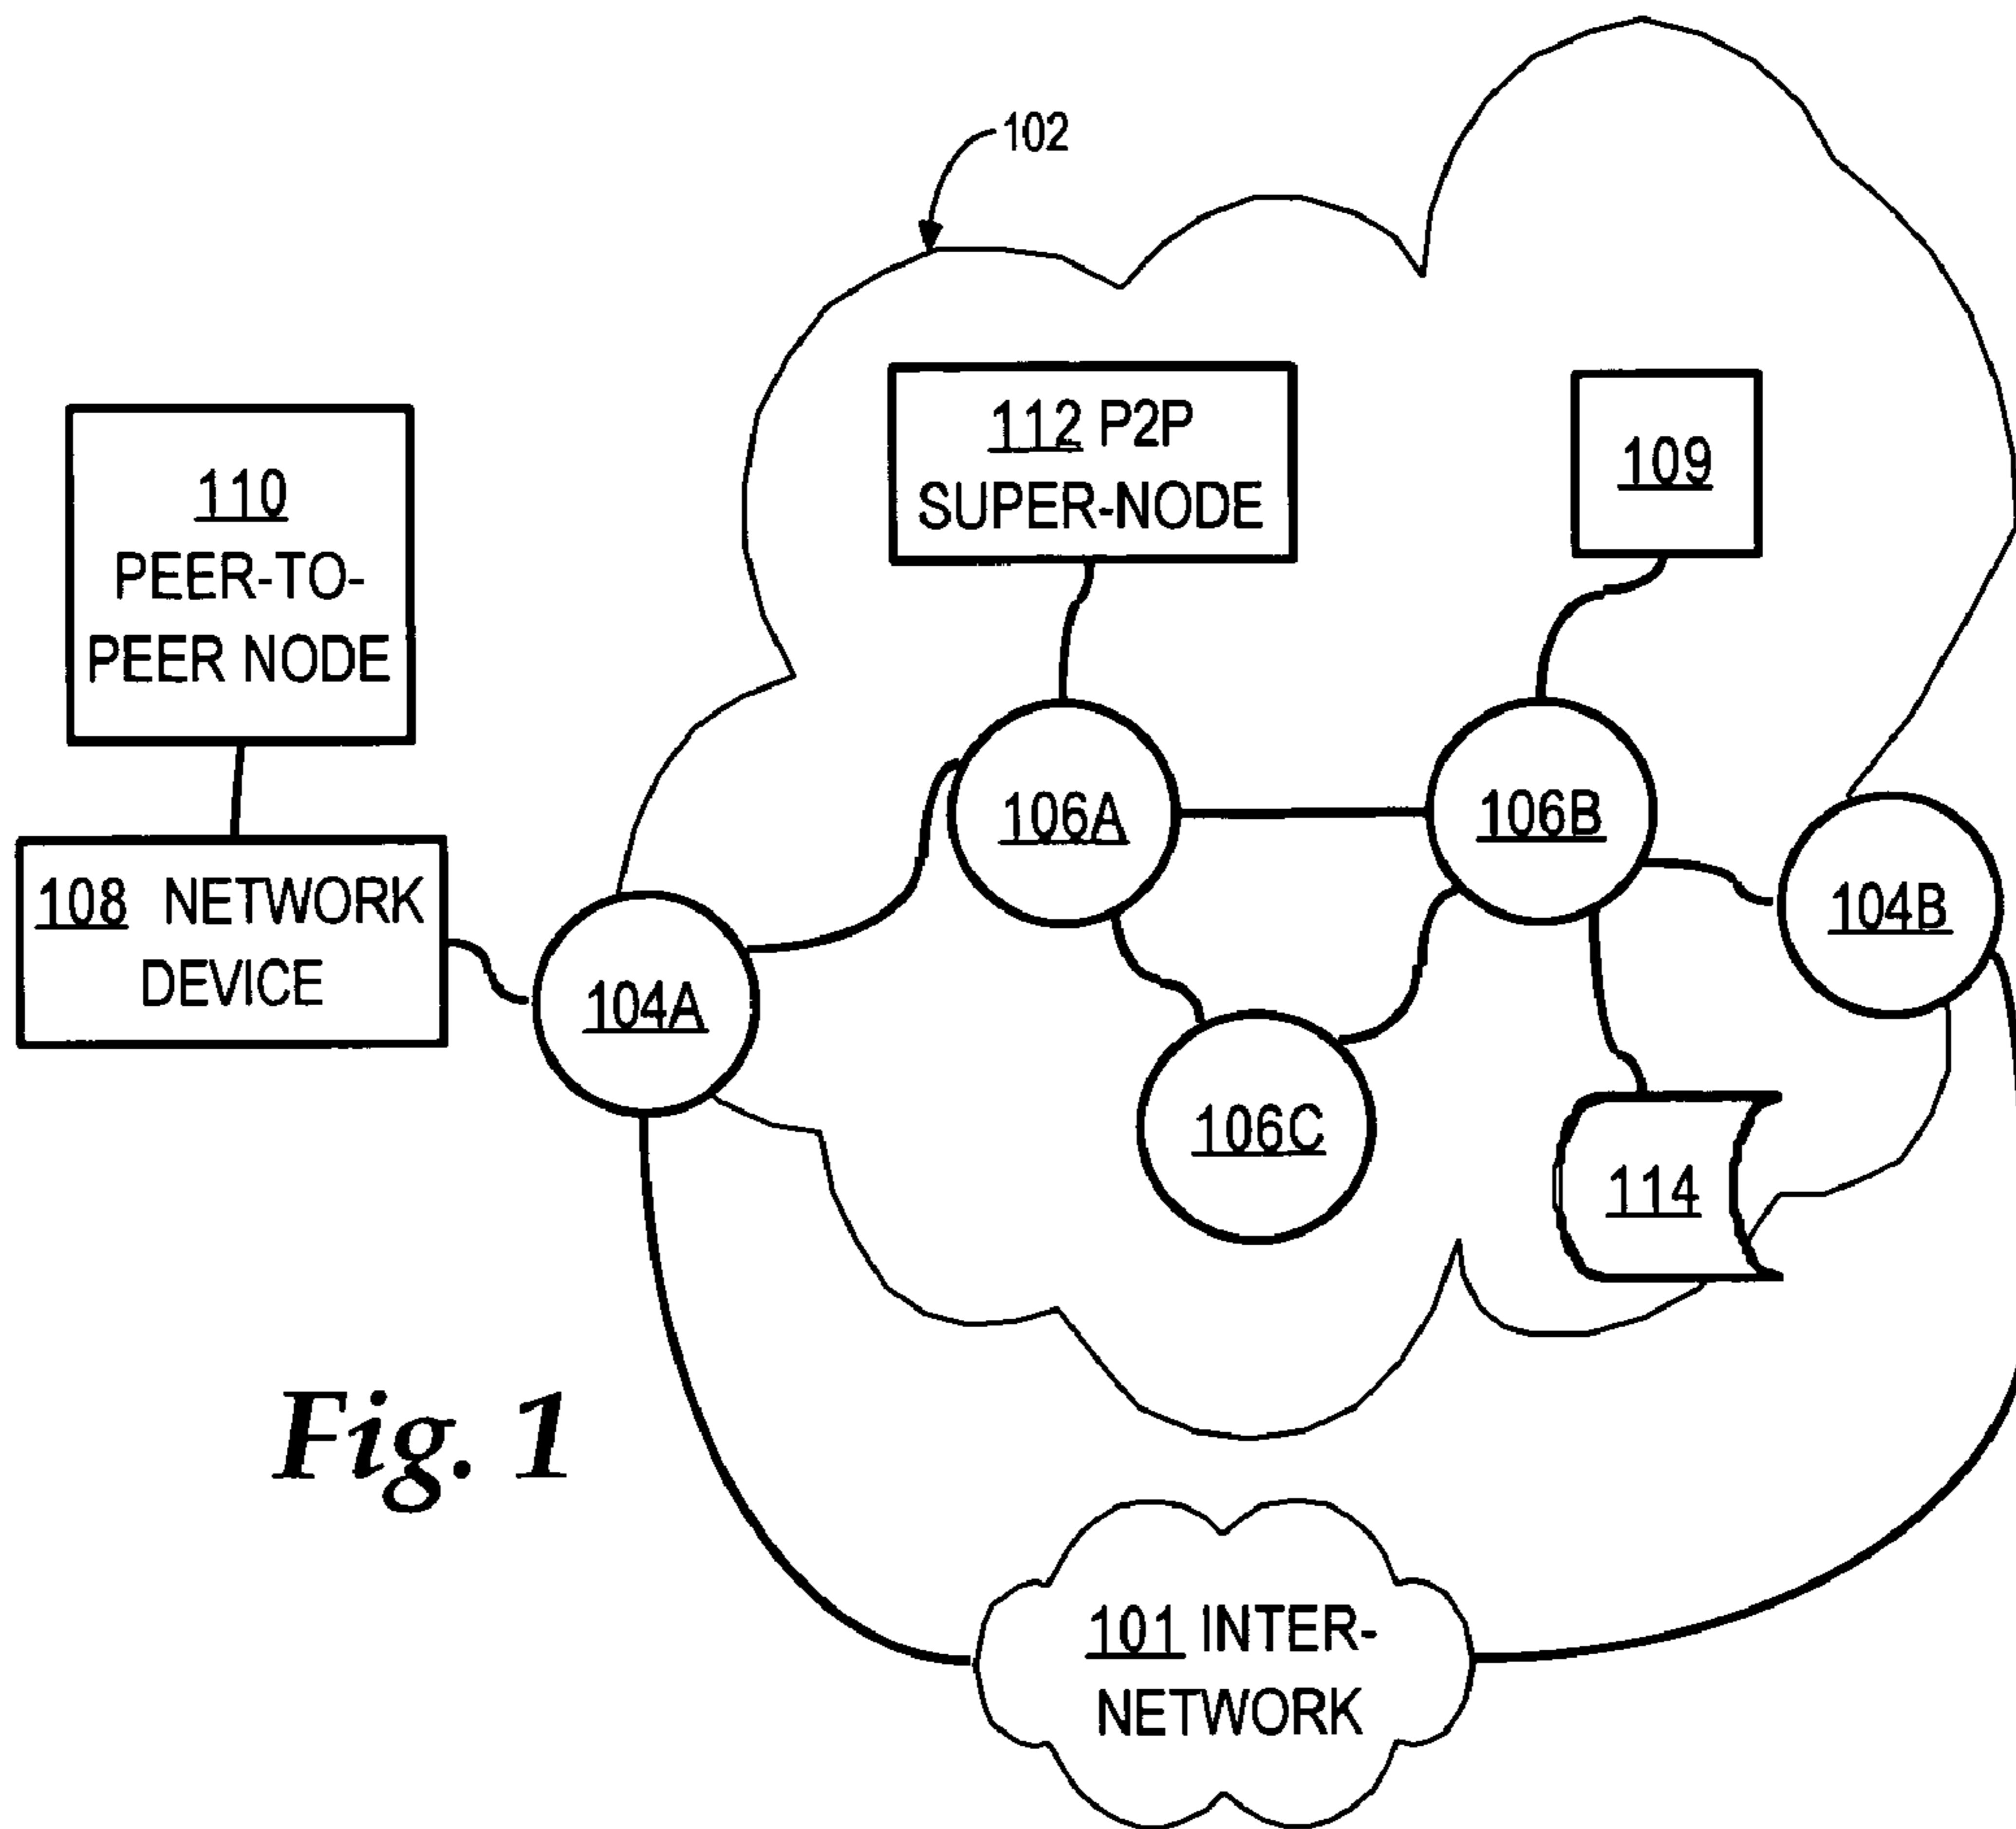 102
112 P2P
SUPER-NODE
109
110
PEER-TO-
PEER NODE
106A
106B
108 NETWORK
DEVICE
104B
104A
106C
114
Fig. 1
101 INTER-
NETWORK